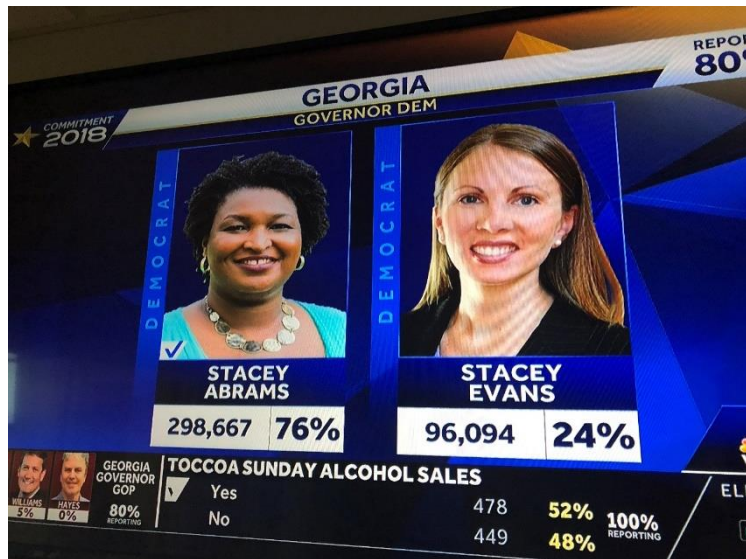 GEORGIA
GOVERNOR DEM
COMMITMENT
2018
80%
DEMOCRAT
DEMOCRAT
STACEY
ABRAMS
298,667 76%
STACEY
EVANS
96,094 24%
WILLIAMS
5%
HAYES
0%
GEORGIA
GOVERNOR
GOP
80%
REPORTING
TOCCOA SUNDAY ALCOHOL SALES
Yes 478 52%
No 449 48%
100%
REPORTING